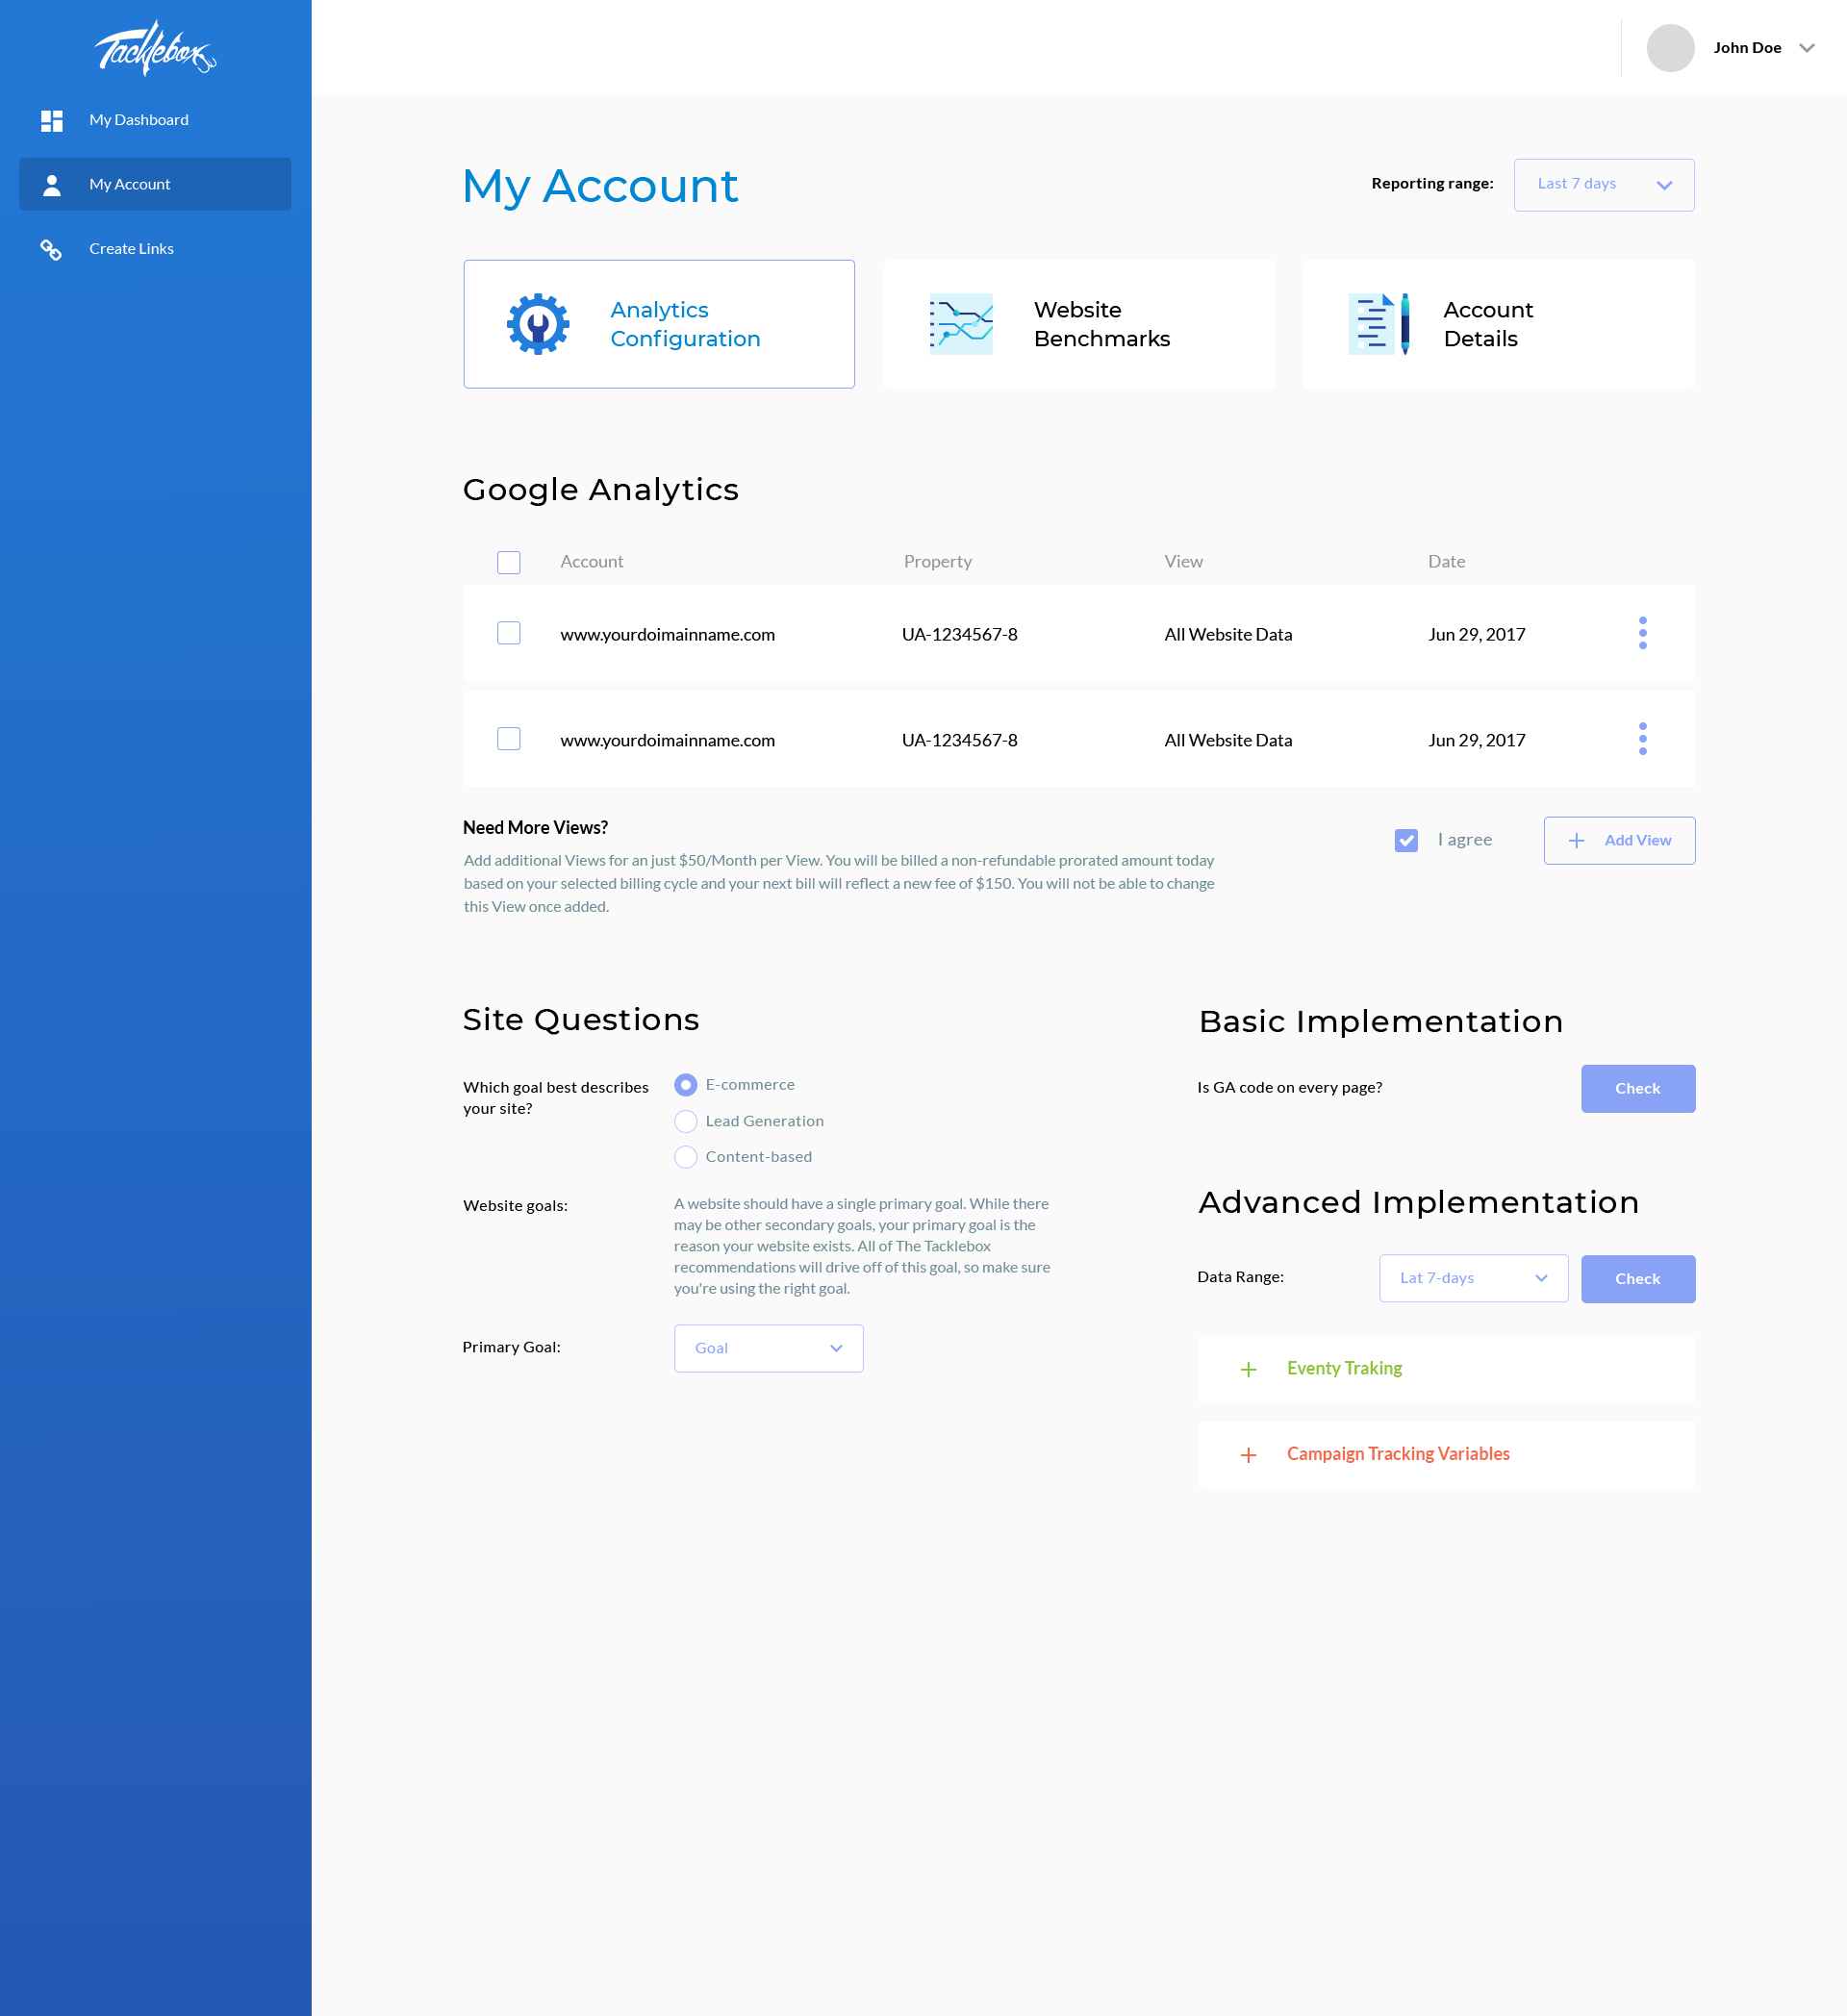 Tacklebox
My Dashboard
My Account
Create Links
John Doe
My Account
Reporting range:
Last 7 days
Analytics
Configuration
Website
Benchmarks
Account
Details
Google Analytics
Account Property View Date
www.yourdoimainname.com UA-1234567-8 All Website Data Jun 29, 2017
www.yourdoimainname.com UA-1234567-8 All Website Data Jun 29, 2017
Need More Views?
Add additional Views for an just $50/Month per View. You will be billed a non-refundable prorated amount today
based on your selected billing cycle and your next bill will reflect a new fee of $150. You will not be able to change
this View once added.
I agree
Add View
Site Questions
Which goal best describes
your site?
E-commerce
Lead Generation
Content-based
Website goals:
A website should have a single primary goal. While there
may be other secondary goals, your primary goal is the
reason your website exists. All of The Tacklebox
recommendations will drive off of this goal, so make sure
you're using the right goal.
Primary Goal:
Goal
Basic Implementation
Is GA code on every page?
Check
Advanced Implementation
Data Range:
Lat 7-days
Check
Eventy Traking
Campaign Tracking Variables